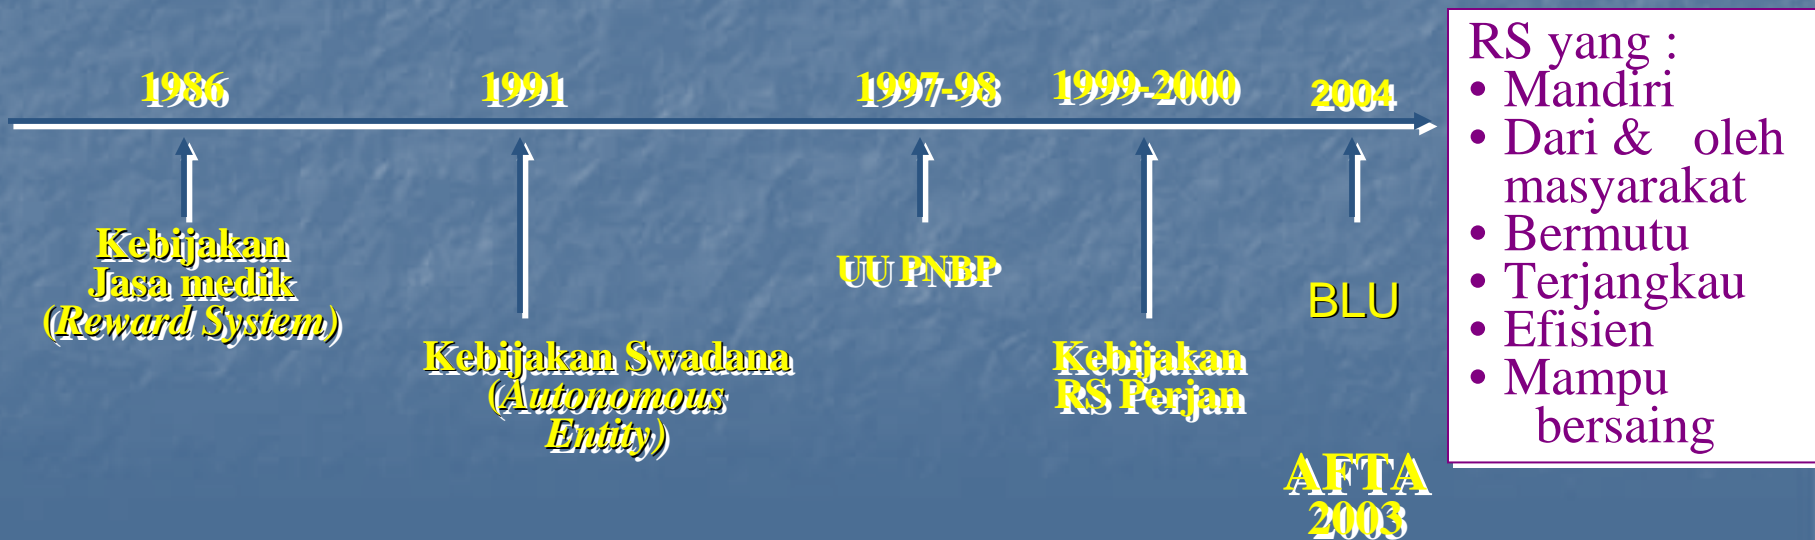 1986
1991
1997-98
1999-2000
2004
Kebijakan
Jasa medik
(Reward System)
Kebijakan Swadana
(Autonomous
Entity)
UU PNBP
Kebijakan
RS Perjan
BLU
AFTA
2003
RS yang :
• Mandiri
• Dari & oleh
masyarakat
• Bermutu
• Terjangkau
• Efisien
• Mampu
bersaing